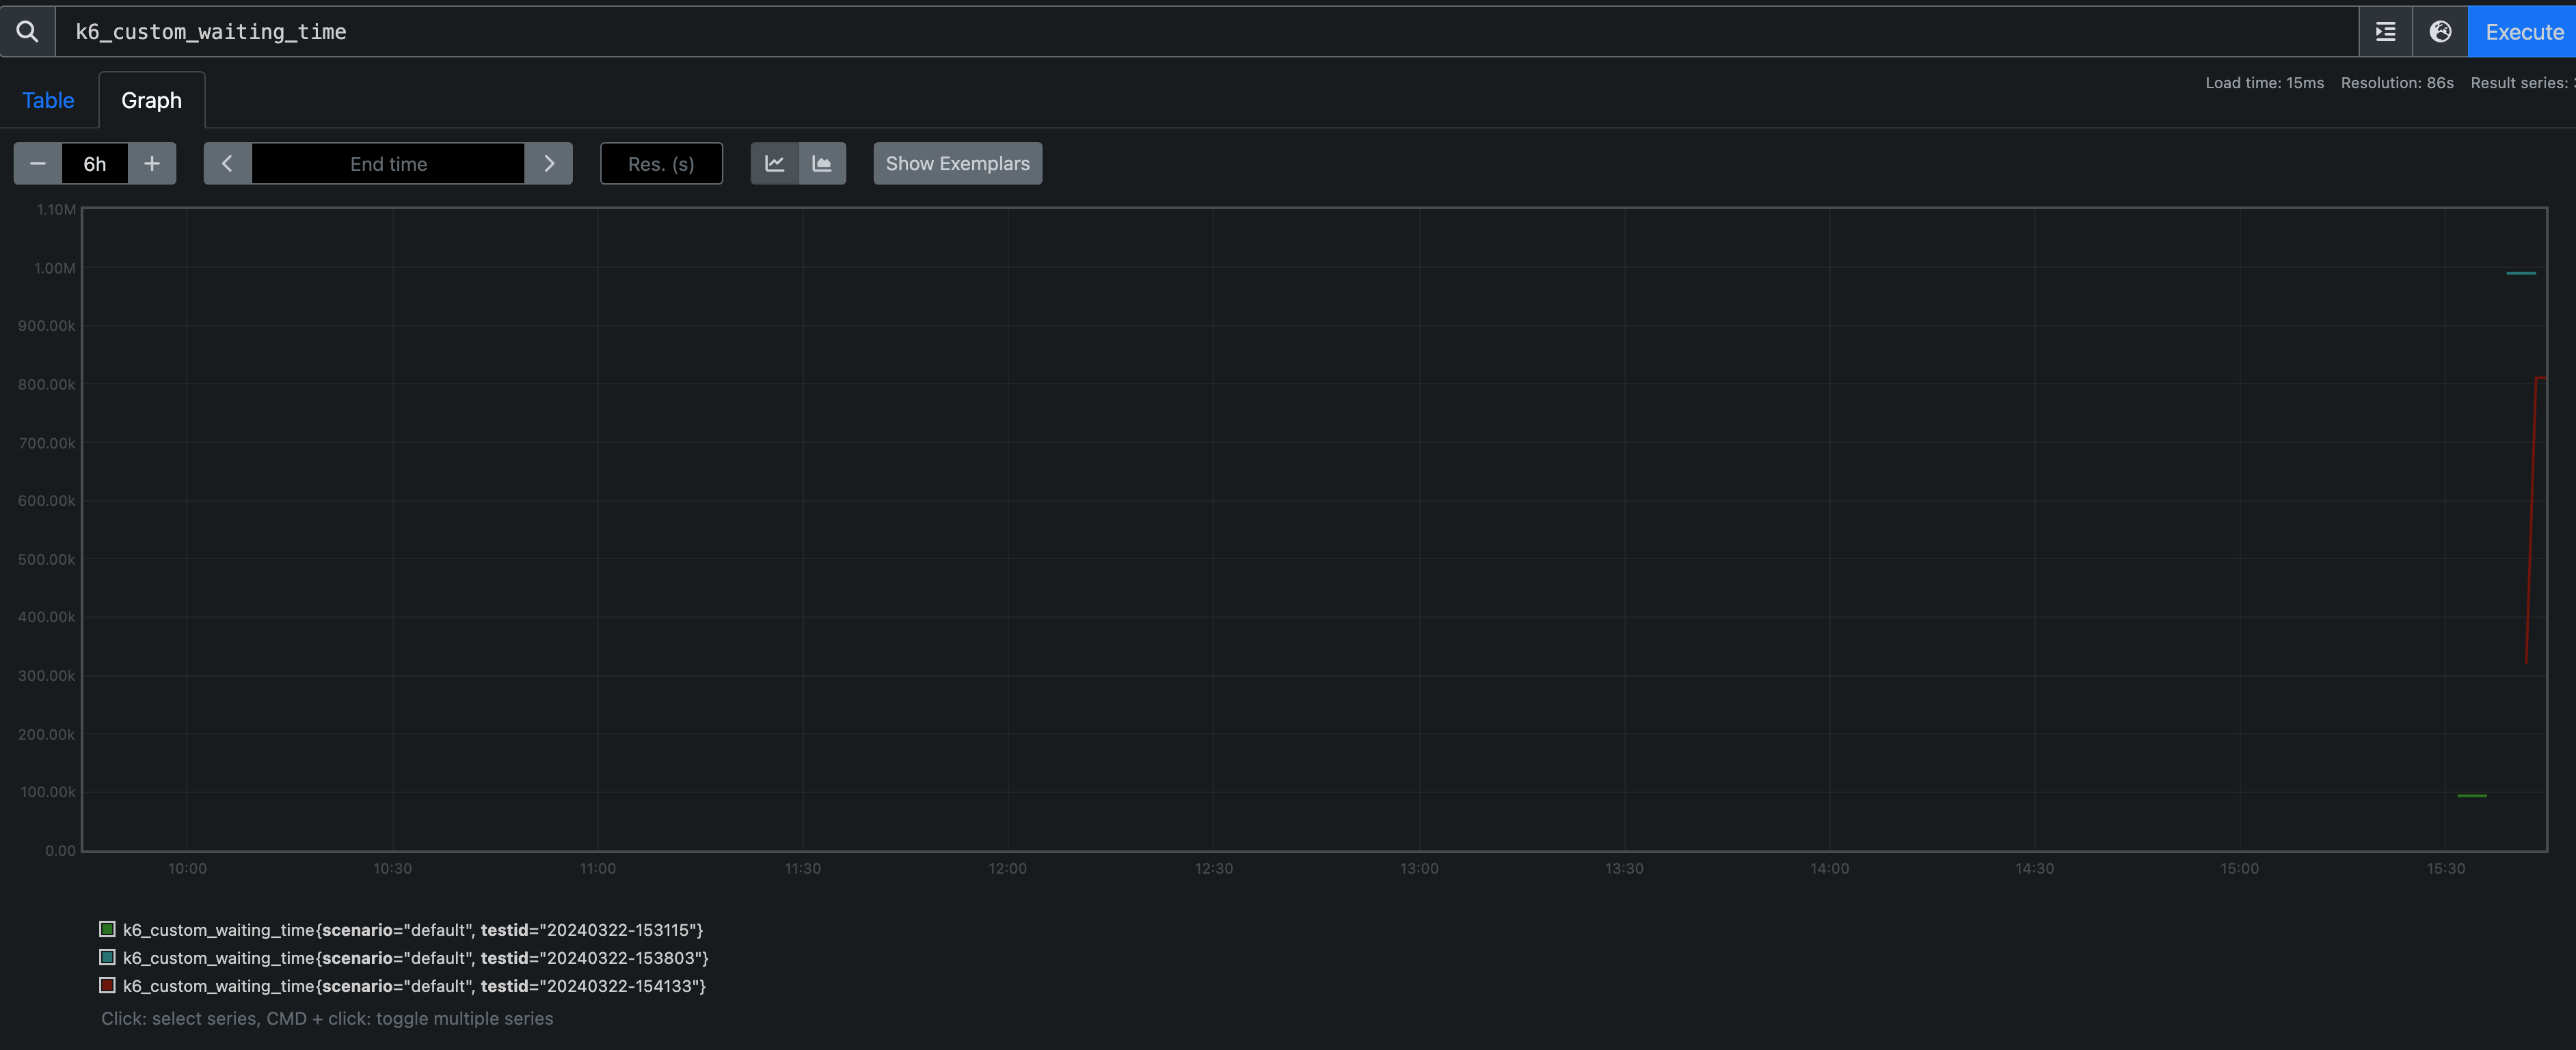 k6_custom_waiting_time
Execute
Table
Graph
Load time: 15ms Resolution: 86s Result series:
6h
End time
Res. (s)
Show Exemplars
1.10M
1.00M
900.00k
800.00k
700.00k
600.00k
500.00k
400.00k
300.00k
200.00k
100.00k
0.00
10:00 10:30 11:00 11:30 12:00 12:30 13:00 13:30 14:00 14:30 15:00 15:30
k6_custom_waiting_time{scenario="default", testid="20240322-153115"}
k6_custom_waiting_time{scenario="default", testid="20240322-153803"}
k6_custom_waiting_time{scenario="default", testid="20240322-154133"}
Click: select series, CMD + click: toggle multiple series